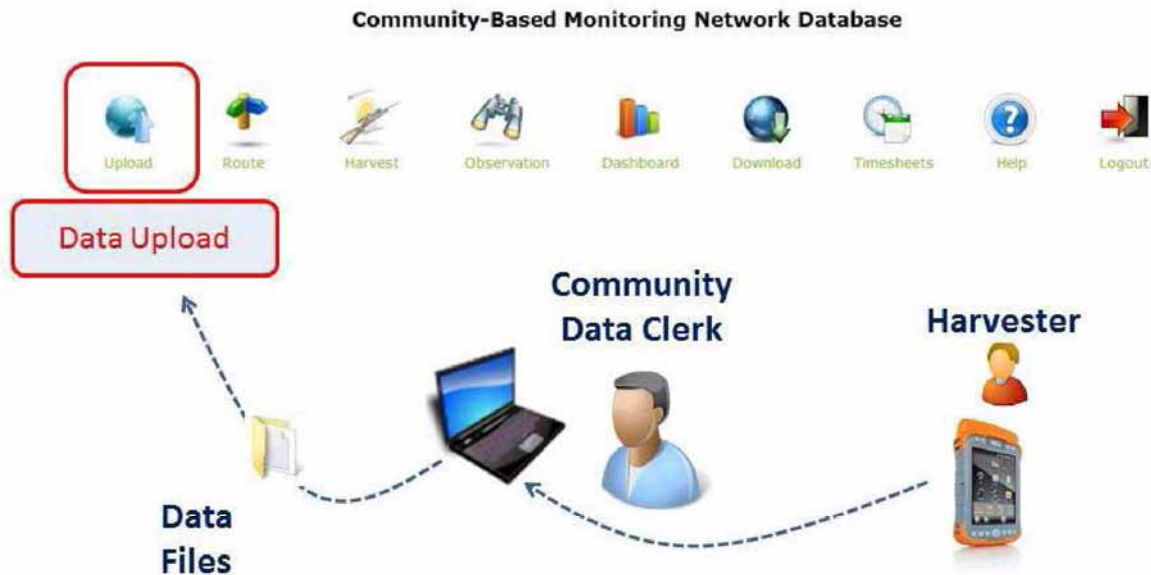 Community-Based Monitoring Network Database
Upload Route Harvest Observation Dashboard Download Timesheets Help Logout
Data Upload
Community
Data Clerk
Harvester
Data
Files